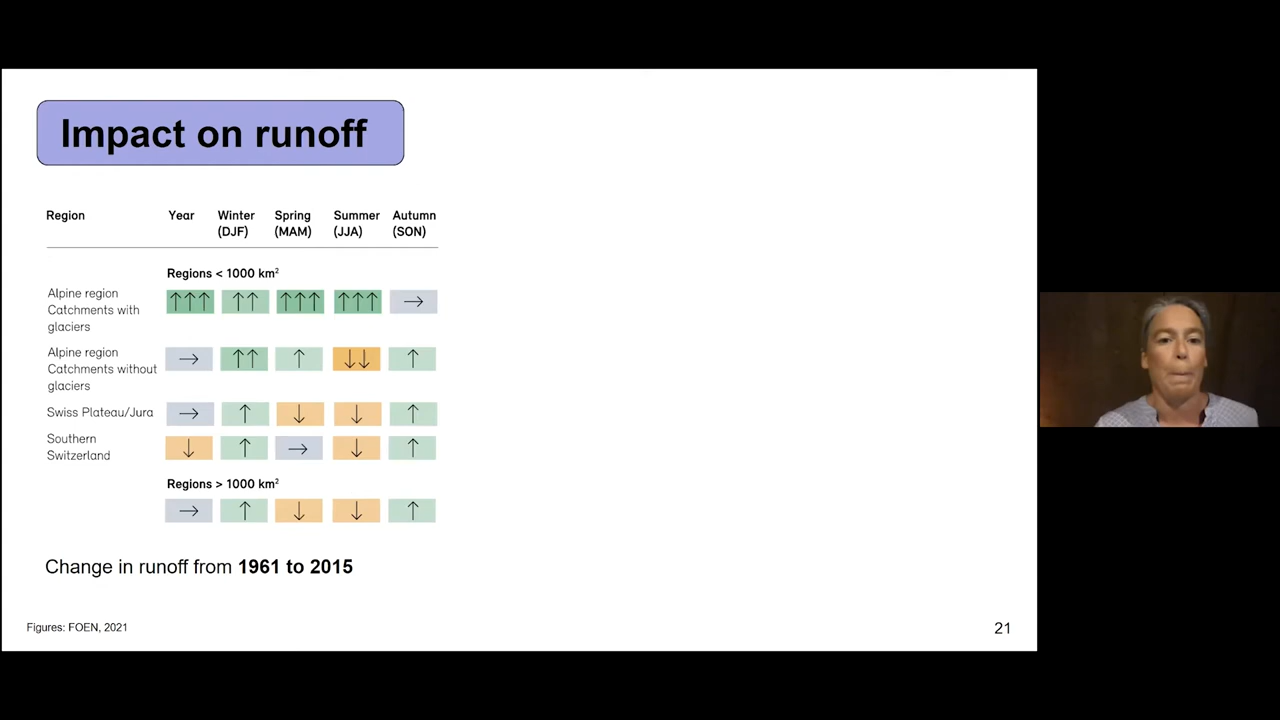 Impact on runoff
Region Year Winter Spring Summer Autumn
(DJF) (MAM) (JJA) (SON)
Regions < 1000 km²
Alpine region ↑↑↑ ↑↑ ↑↑↑ ↑↑↑ →
Catchments with
glaciers
Alpine region → ↑↑ ↑ ↓↓ ↑
Catchments without
glaciers
Swiss Plateau/Jura → ↑ ↓ ↓ ↑
Southern ↓ ↑ → ↓ ↑
Switzerland
Regions > 1000 km²
→ ↑ ↓ ↓ ↑
Change in runoff from 1961 to 2015
Figures: FOEN, 2021
21